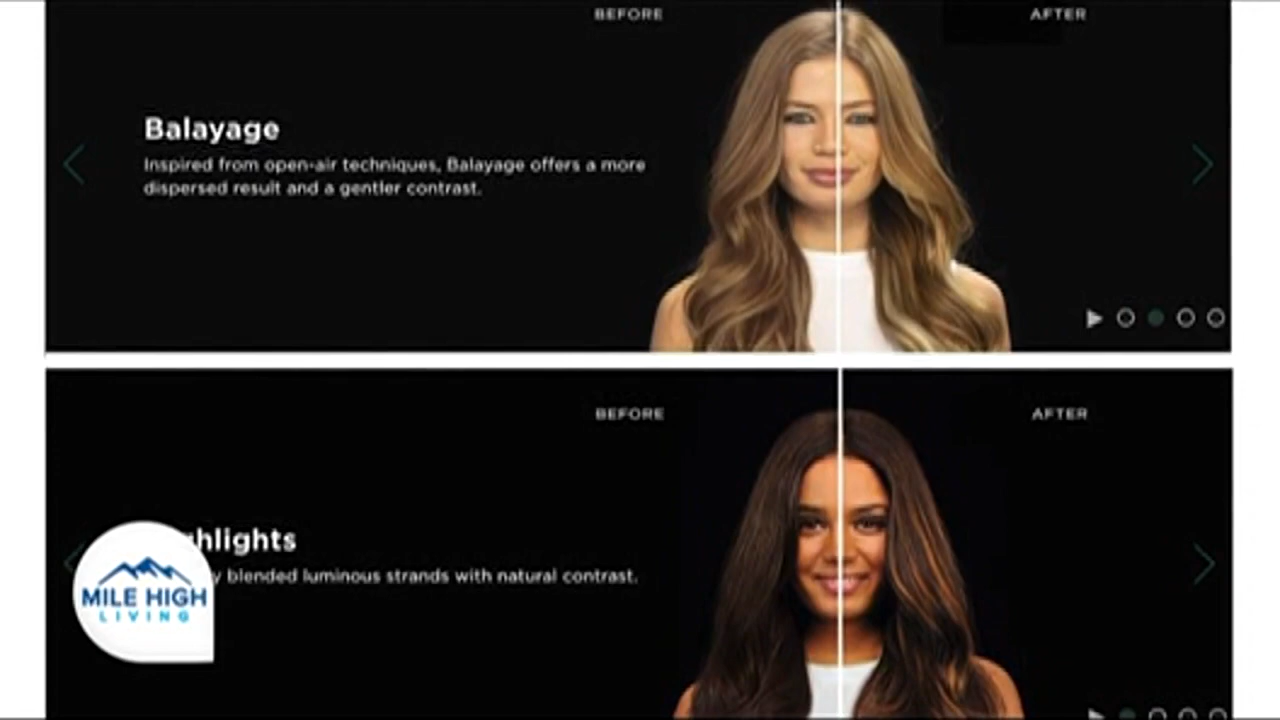 BEFORE
AFTER
Balayage
Inspired from open-air techniques, Balayage offers a more
dispersed result and a gentler contrast.
BEFORE
AFTER
ghlights
y blended luminous strands with natural contrast.
MILE HIGH
LIVING